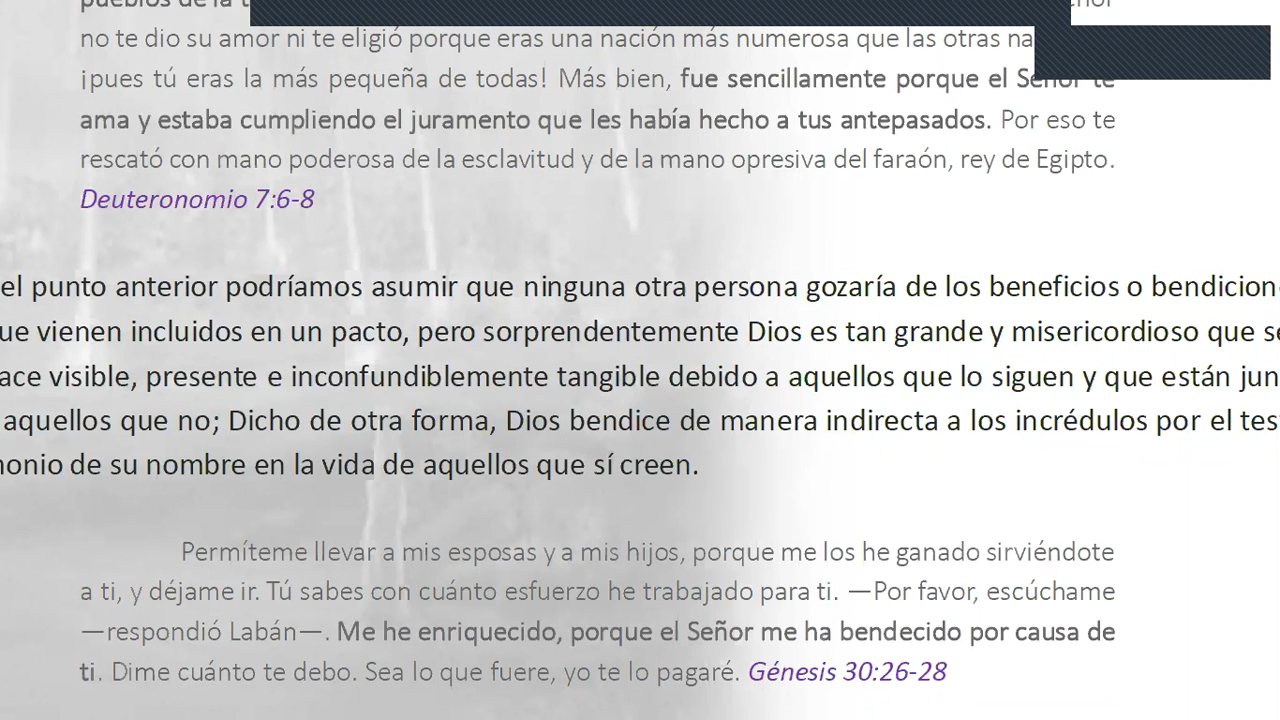 pueblos de la
no te dio su amor ni te eligió porque eras una nación más numerosa que las otras
¡pues tú eras la más pequeña de todas! Más bien, fue sencillamente porque el Señor te
ama y estaba cumpliendo el juramento que les había hecho a tus antepasados. Por eso te
rescató con mano poderosa de la esclavitud y de la mano opresiva del faraón, rey de Egipto.
Deuteronomio 7:6-8
el punto anterior podríamos asumir que ninguna otra persona gozaría de los beneficios o
vienen incluidos en un pacto, pero sorprendentemente Dios es tan grande y misericordioso que
visible, presente e inconfundiblemente tangible debido a aquellos que lo siguen y que están
aquellos que no; Dicho de otra forma, Dios bendice de manera indirecta a los incrédulos por el tes
monio de su nombre en la vida de aquellos que sí creen.
Permíteme llevar a mis esposas y a mis hijos, porque me los he ganado sirviéndote
a ti, y déjame ir. Tú sabes con cuánto esfuerzo he trabajado para ti. —Por favor, escúchame
—respondió Labán—. Me he enriquecido, porque el Señor me ha bendecido por causa de
ti. Dime cuánto te debo. Sea lo que fuere, yo te lo pagaré. Génesis 30:26-28